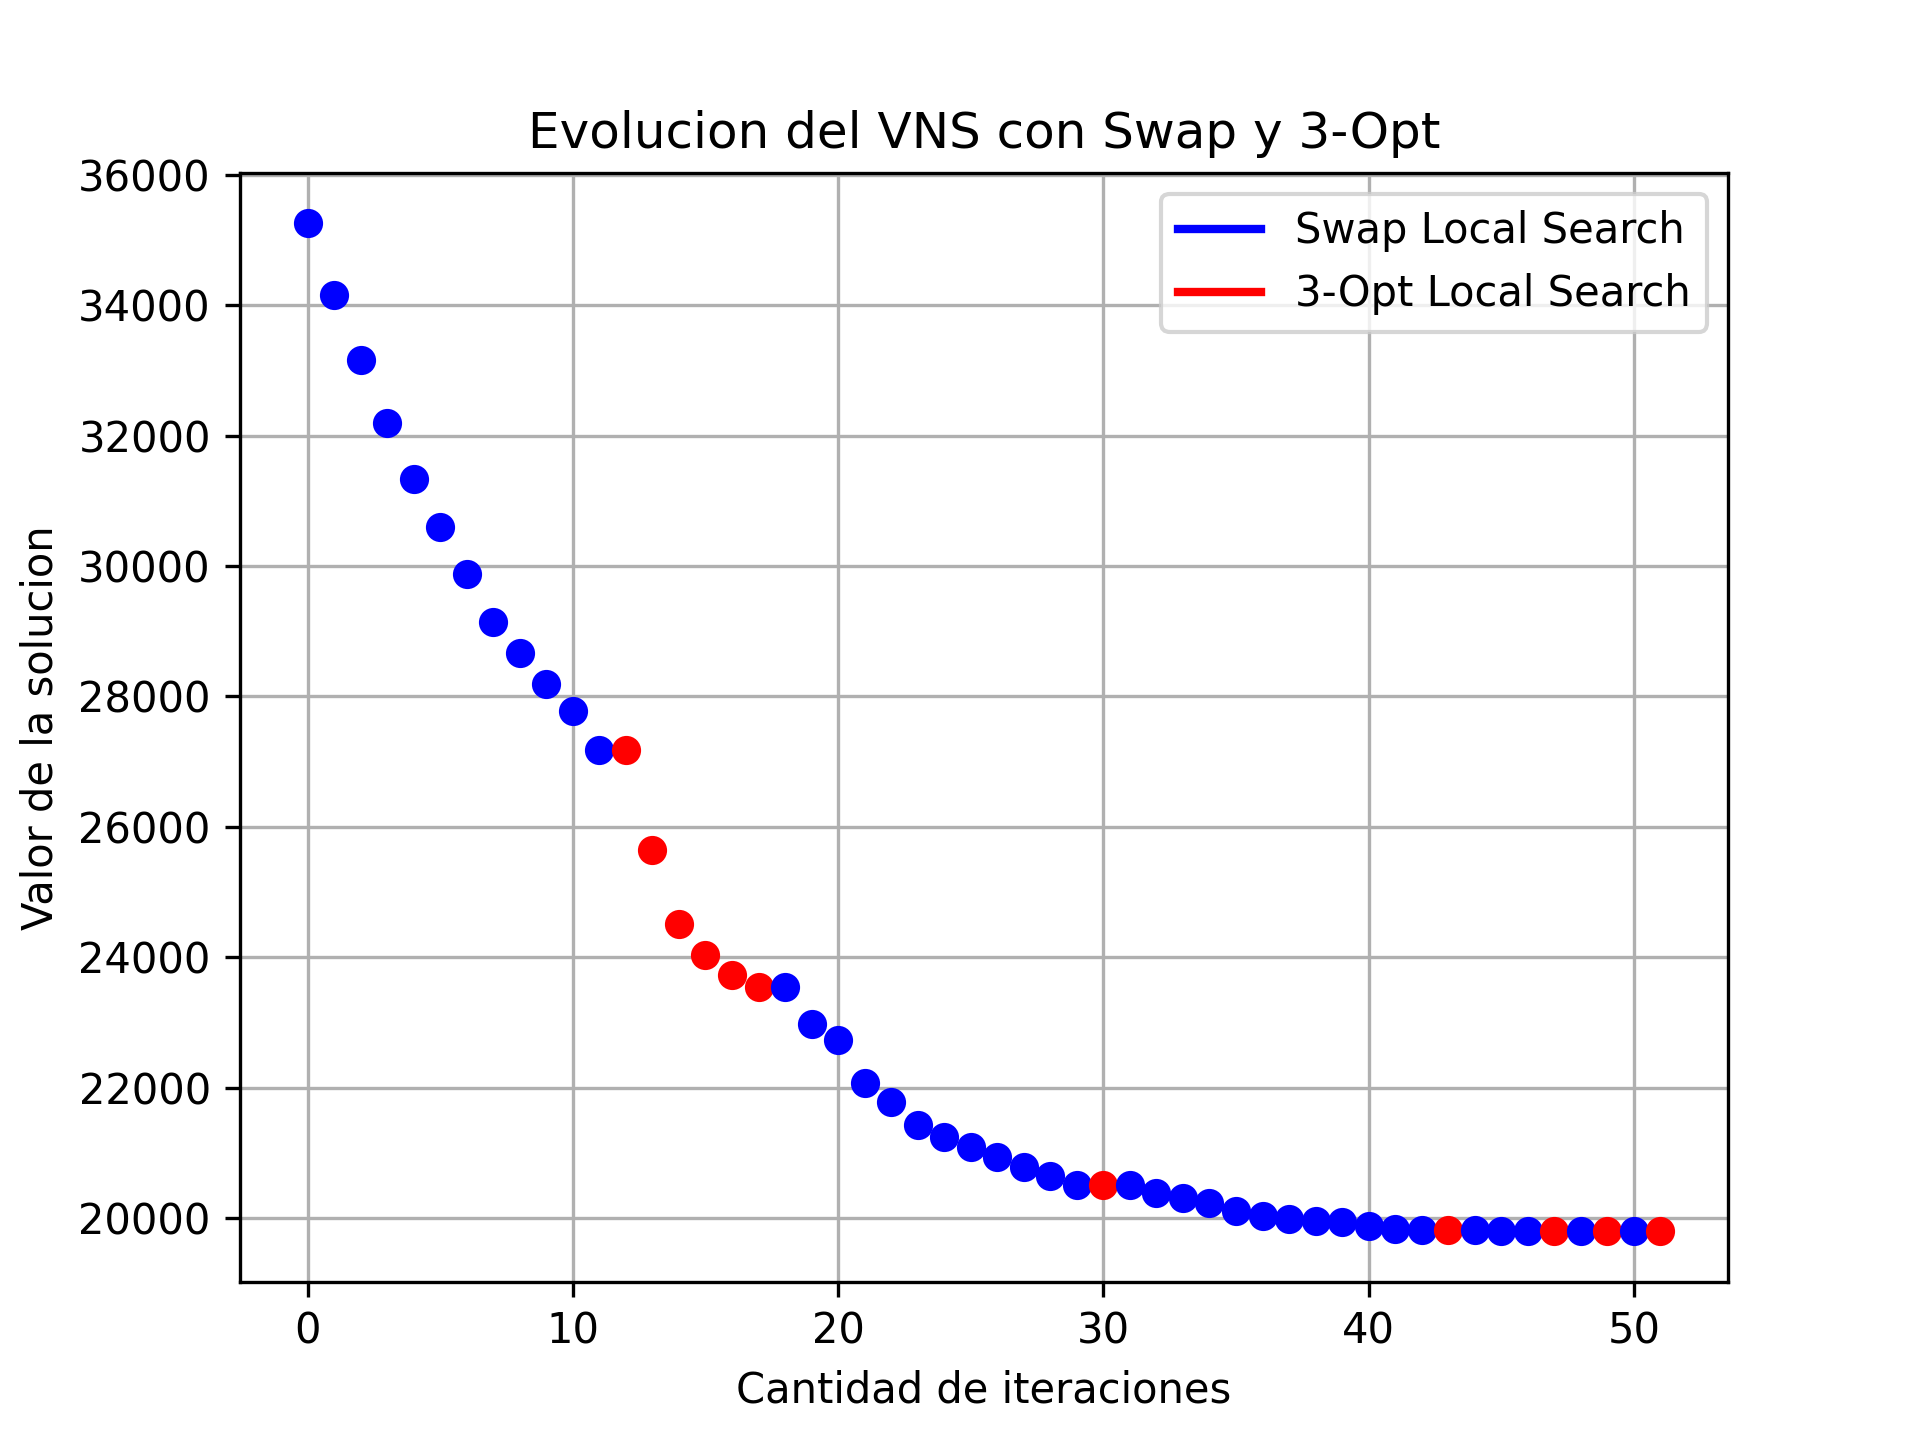 Evolucion del VNS con Swap y 3-Opt
Swap Local Search
3-Opt Local Search
36000
34000
32000
30000
28000
26000
24000
22000
20000
Valor de la solucion
0 10 20 30 40 50
Cantidad de iteraciones